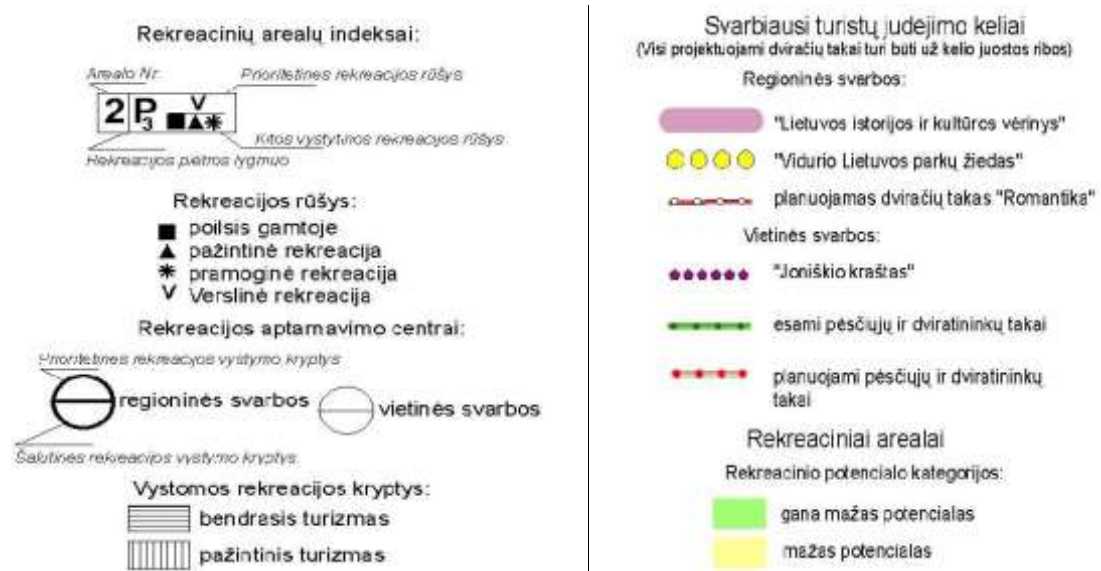 Rekreacinių arealų indeksai:
Arealo Nr.
Prioritetinės rekreacijos rūšys
2 P3 V
Kitos vystytinos rekreacijos rūšys
Rekreacijos plėtros lygmuo
Rekreacijos rūšys:
poilsis gamtoje
pažintinė rekreacija
pramoginė rekreacija
Verslinė rekreacija
Rekreacijos aptarnavimo centrai:
Prioritetines rekreacijos vystymo kryptys
regioninės svarbos
vietinės svarbos
Šalutines rekreacijos vystymo kryptys
Vystomos rekreacijos kryptys:
bendrasis turizmas
pažintinis turizmas
Svarbiausi turistų judėjimo keliai
(Visi projektuojami dviračių takai turi būti už kelio juostos ribos)
Regioninės svarbos:
"Lietuvos istorijos ir kultūros vėrinys"
"Vidurio Lietuvos parkų žiedas"
planuojamas dviračių takas "Romantika"
Vietinės svarbos:
"Joniškio kraštas"
esami pėsčiųjų ir dviratininkų takai
planuojami pėsčiųjų ir dviratininkų
takai
Rekreaciniai arealai
Rekreacinio potencialo kategorijos:
gana mažas potencialas
mažas potencialas